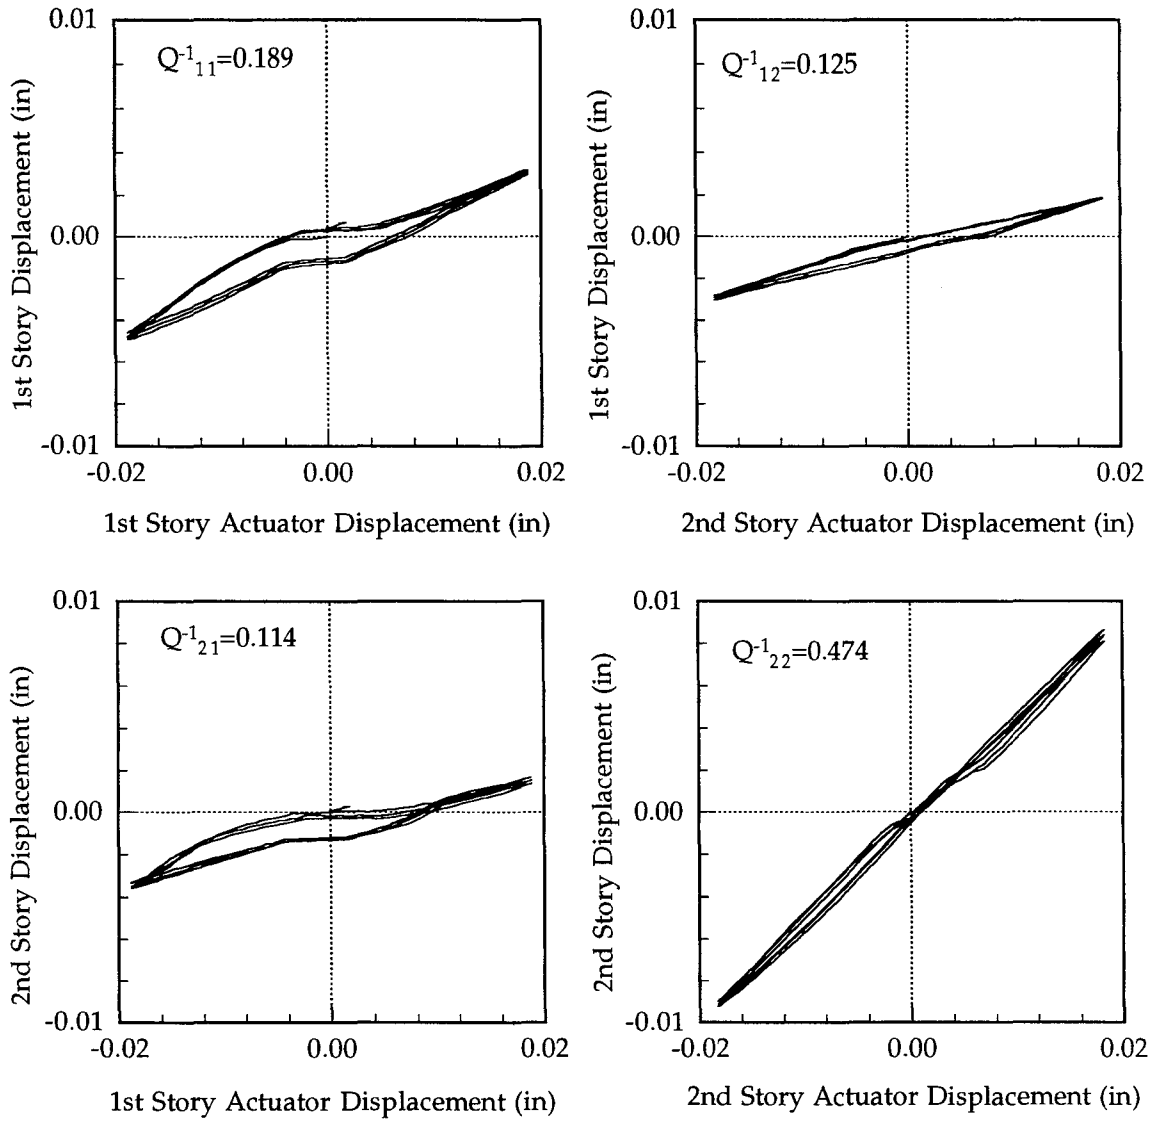 0.01
Q⁻¹₁₁=0.189
1st Story Displacement (in)
0.00
-0.01
-0.02 0.00 0.02
1st Story Actuator Displacement (in)
0.01
Q⁻¹₁₂=0.125
1st Story Displacement (in)
0.00
-0.01
-0.02 0.00 0.02
2nd Story Actuator Displacement (in)
0.01
Q⁻¹₂₁=0.114
2nd Story Displacement (in)
0.00
-0.01
-0.02 0.00 0.02
1st Story Actuator Displacement (in)
0.01
Q⁻¹₂₂=0.474
2nd Story Displacement (in)
0.00
-0.01
-0.02 0.00 0.02
2nd Story Actuator Displacement (in)